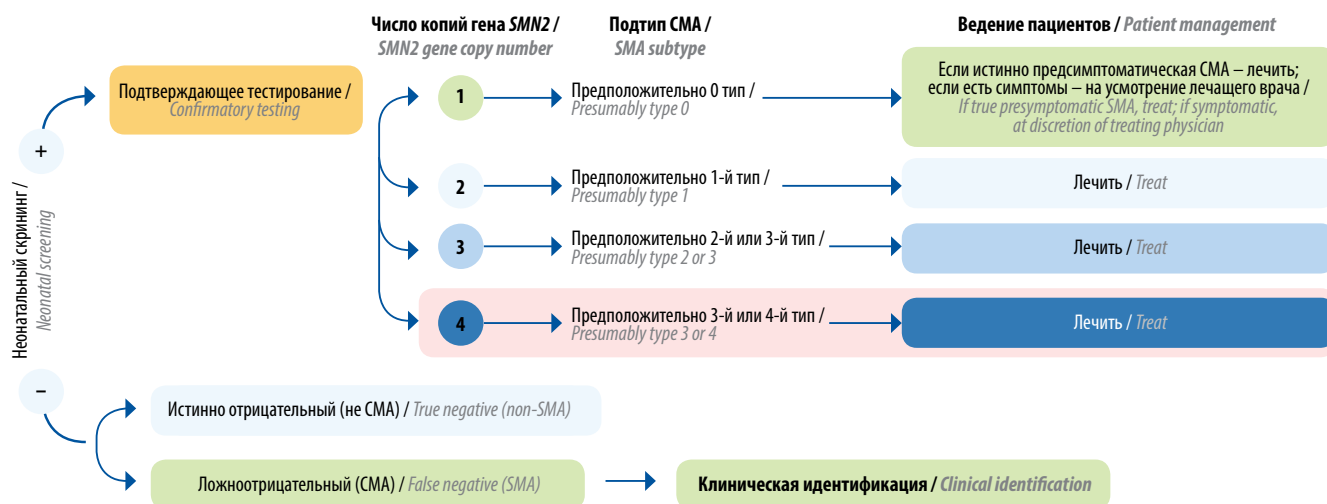 Число копий гена SMN2 /
SMN2 gene copy number
Подтип СМА /
SMA subtype
Ведение пациентов / Patient management
Неонатальный скрининг /
Neonatal screening
+
Подтверждающее тестирование /
Confirmatory testing
1
Предположительно 0 тип /
Presumably type 0
Если истинно предсимптоматическая СМА – лечить;
если есть симптомы – на усмотрение лечащего врача /
If true presymptomatic SMA, treat; if symptomatic,
at discretion of treating physician
2
Предположительно 1-й тип /
Presumably type 1
Лечить / Treat
3
Предположительно 2-й или 3-й тип /
Presumably type 2 or 3
Лечить / Treat
4
Предположительно 3-й или 4-й тип /
Presumably type 3 or 4
Лечить / Treat
–
Истинно отрицательный (не СМА) / True negative (non-SMA)
Ложноотрицательный (СМА) / False negative (SMA)
Клиническая идентификация / Clinical identification